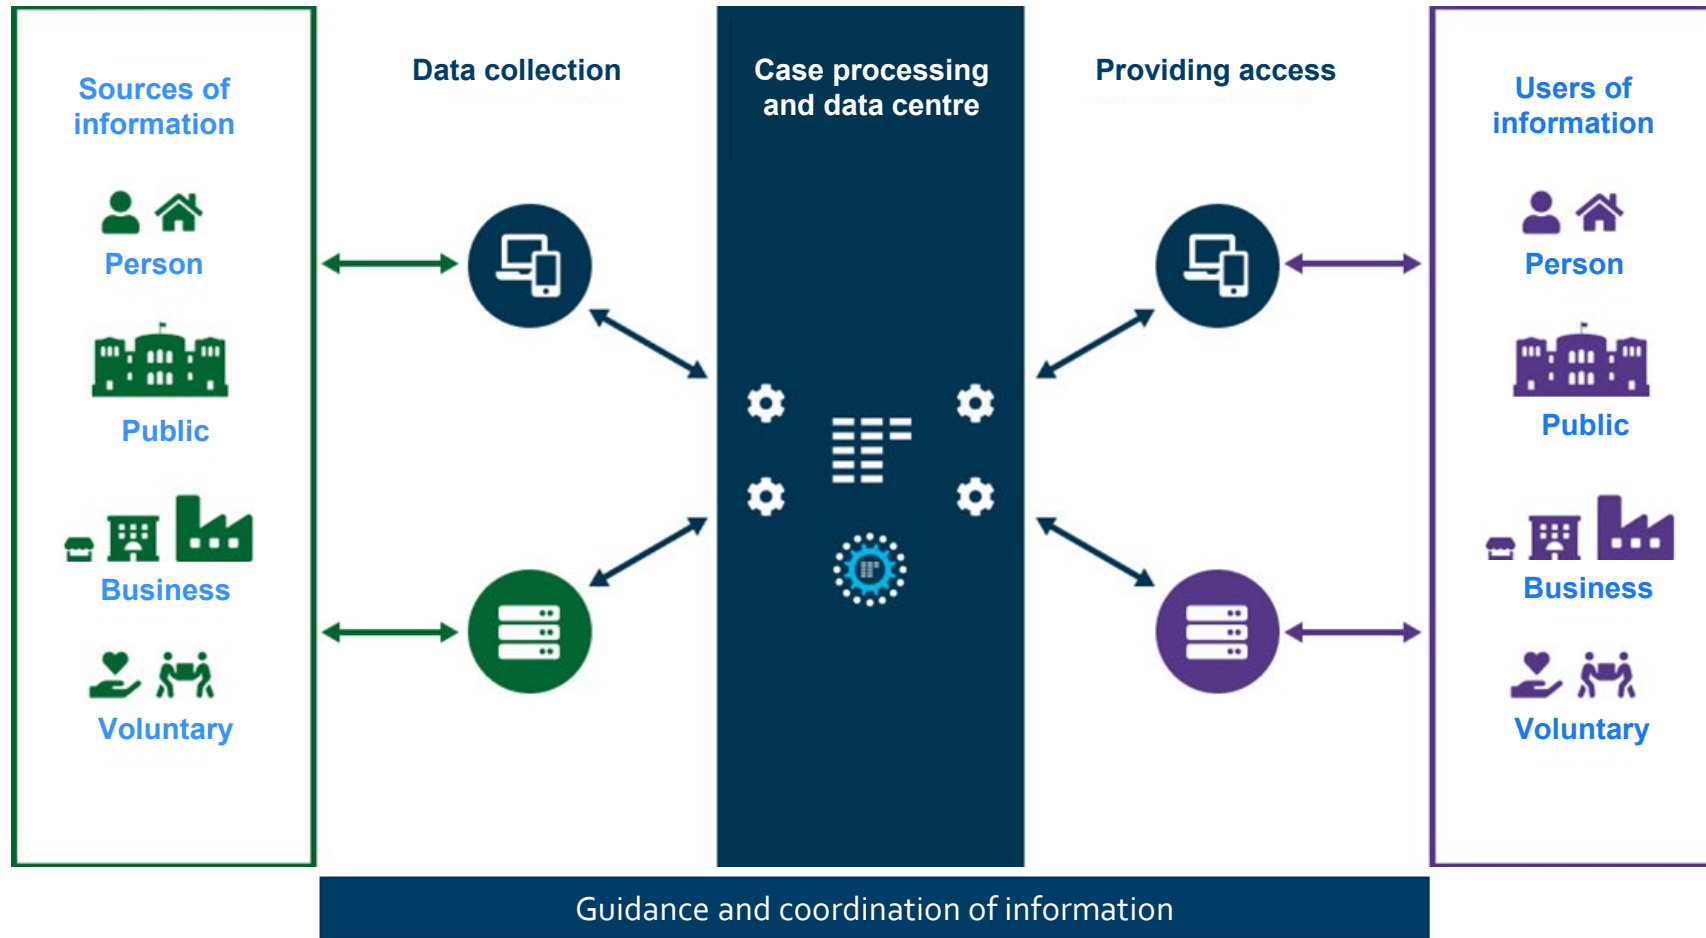 Sources of
information
Person
Public
Business
Voluntary
Data collection
Case processing
and data centre
Providing access
Users of
information
Person
Public
Business
Voluntary
Guidance and coordination of information